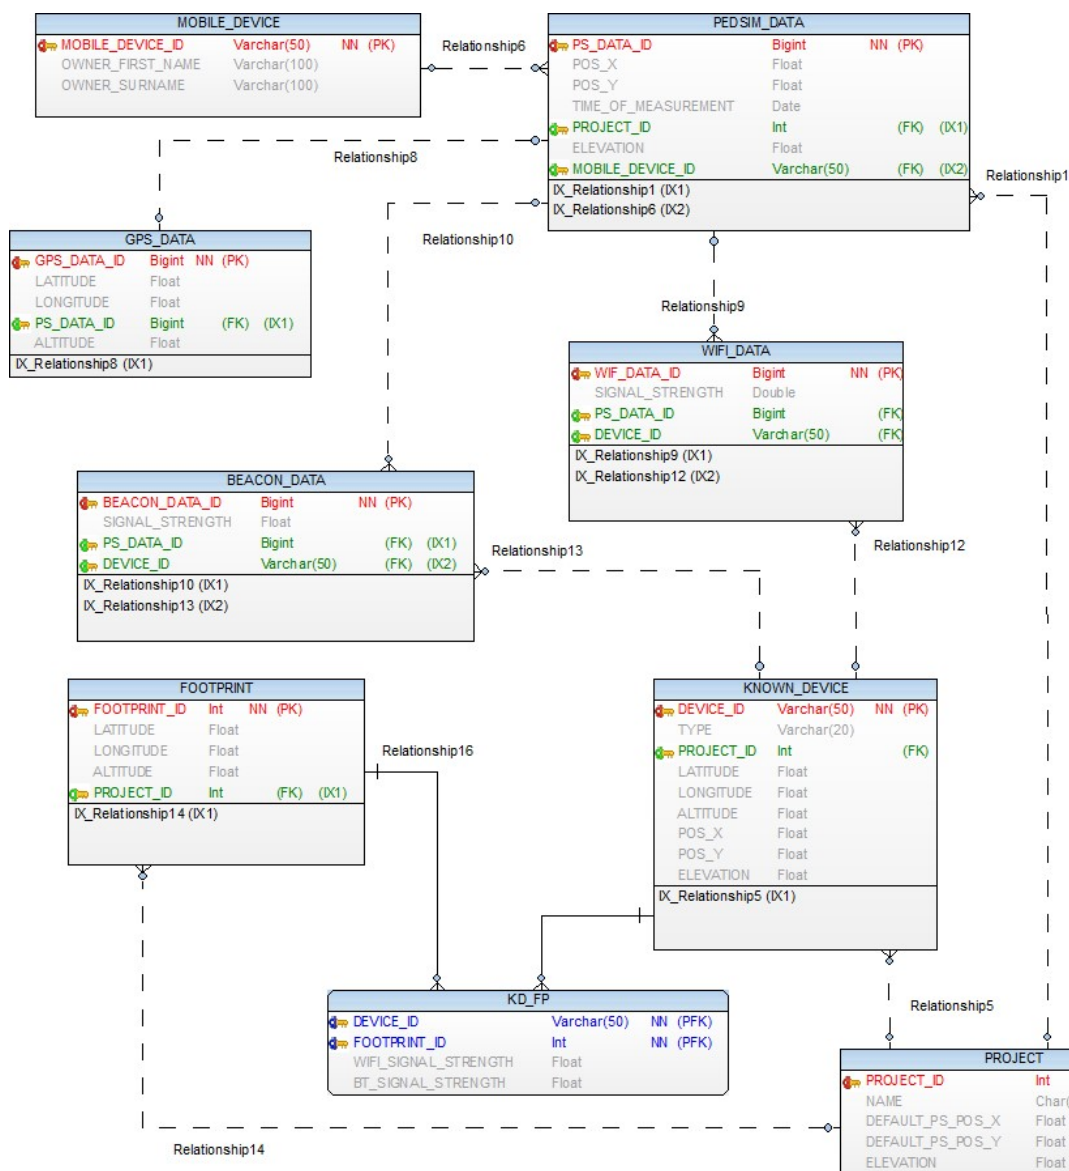 MOBILE_DEVICE
MOBILE_DEVICE_ID Varchar(50) NN (PK)
OWNER_FIRST_NAME Varchar(100)
OWNER_SURNAME Varchar(100)
Relationship6
PEDSIM_DATA
PS_DATA_ID Bigint NN (PK)
POS_X Float
POS_Y Float
TIME_OF_MEASUREMENT Date
PROJECT_ID Int (FK) (IX1)
ELEVATION Float
MOBILE_DEVICE_ID Varchar(50) (FK) (IX2)
IX_Relationship1 (IX1)
IX_Relationship6 (IX2)
Relationship8
Relationship1
Relationship10
GPS_DATA
GPS_DATA_ID Bigint NN (PK)
LATITUDE Float
LONGITUDE Float
PS_DATA_ID Bigint (FK) (IX1)
ALTITUDE Float
IX_Relationship8 (IX1)
Relationship9
WIFI_DATA
WIF_DATA_ID Bigint NN (PK)
SIGNAL_STRENGTH Double
PS_DATA_ID Bigint (FK)
DEVICE_ID Varchar(50) (FK)
IX_Relationship9 (IX1)
IX_Relationship12 (IX2)
BEACON_DATA
BEACON_DATA_ID Bigint NN (PK)
SIGNAL_STRENGTH Float
PS_DATA_ID Bigint (FK) (IX1)
DEVICE_ID Varchar(50) (FK) (IX2)
IX_Relationship10 (IX1)
IX_Relationship13 (IX2)
Relationship13
Relationship12
FOOTPRINT
FOOTPRINT_ID Int NN (PK)
LATITUDE Float
LONGITUDE Float
ALTITUDE Float
PROJECT_ID Int (FK) (IX1)
IX_Relationship14 (IX1)
Relationship16
KNOWN_DEVICE
DEVICE_ID Varchar(50) NN (PK)
TYPE Varchar(20)
PROJECT_ID Int (FK)
LATITUDE Float
LONGITUDE Float
ALTITUDE Float
POS_X Float
POS_Y Float
ELEVATION Float
IX_Relationship5 (IX1)
KD_FP
DEVICE_ID Varchar(50) NN (PFK)
FOOTPRINT_ID Int NN (PFK)
WIFI_SIGNAL_STRENGTH Float
BT_SIGNAL_STRENGTH Float
Relationship5
Relationship14
PROJECT
PROJECT_ID Int
NAME Char(
DEFAULT_PS_POS_X Float
DEFAULT_PS_POS_Y Float
ELEVATION Float